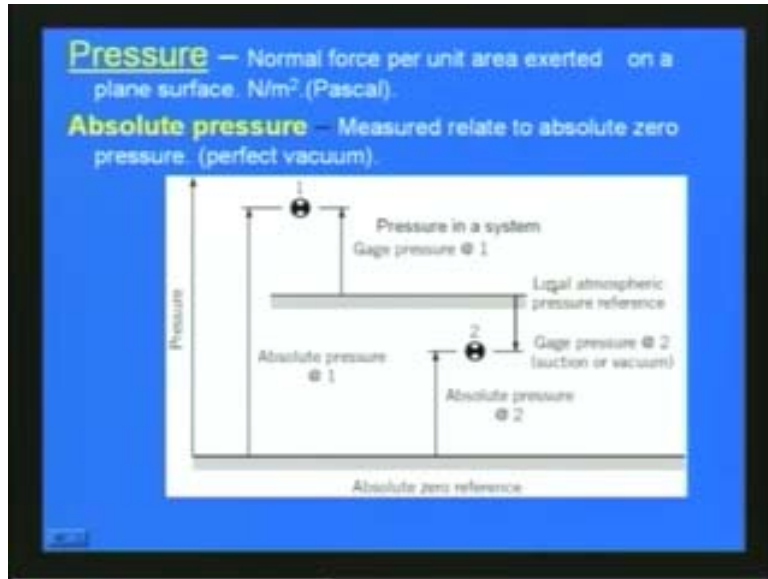 Pressure – Normal force per unit area exerted on a
plane surface. N/m².(Pascal).
Absolute pressure – Measured relate to absolute zero
pressure. (perfect vacuum).
1
Pressure in a system
Gage pressure @ 1
Local atmospheric
pressure reference
Pressure
2
Gage pressure @ 2
(suction or vacuum)
Absolute pressure
@ 1
Absolute pressure
@ 2
Absolute zero reference